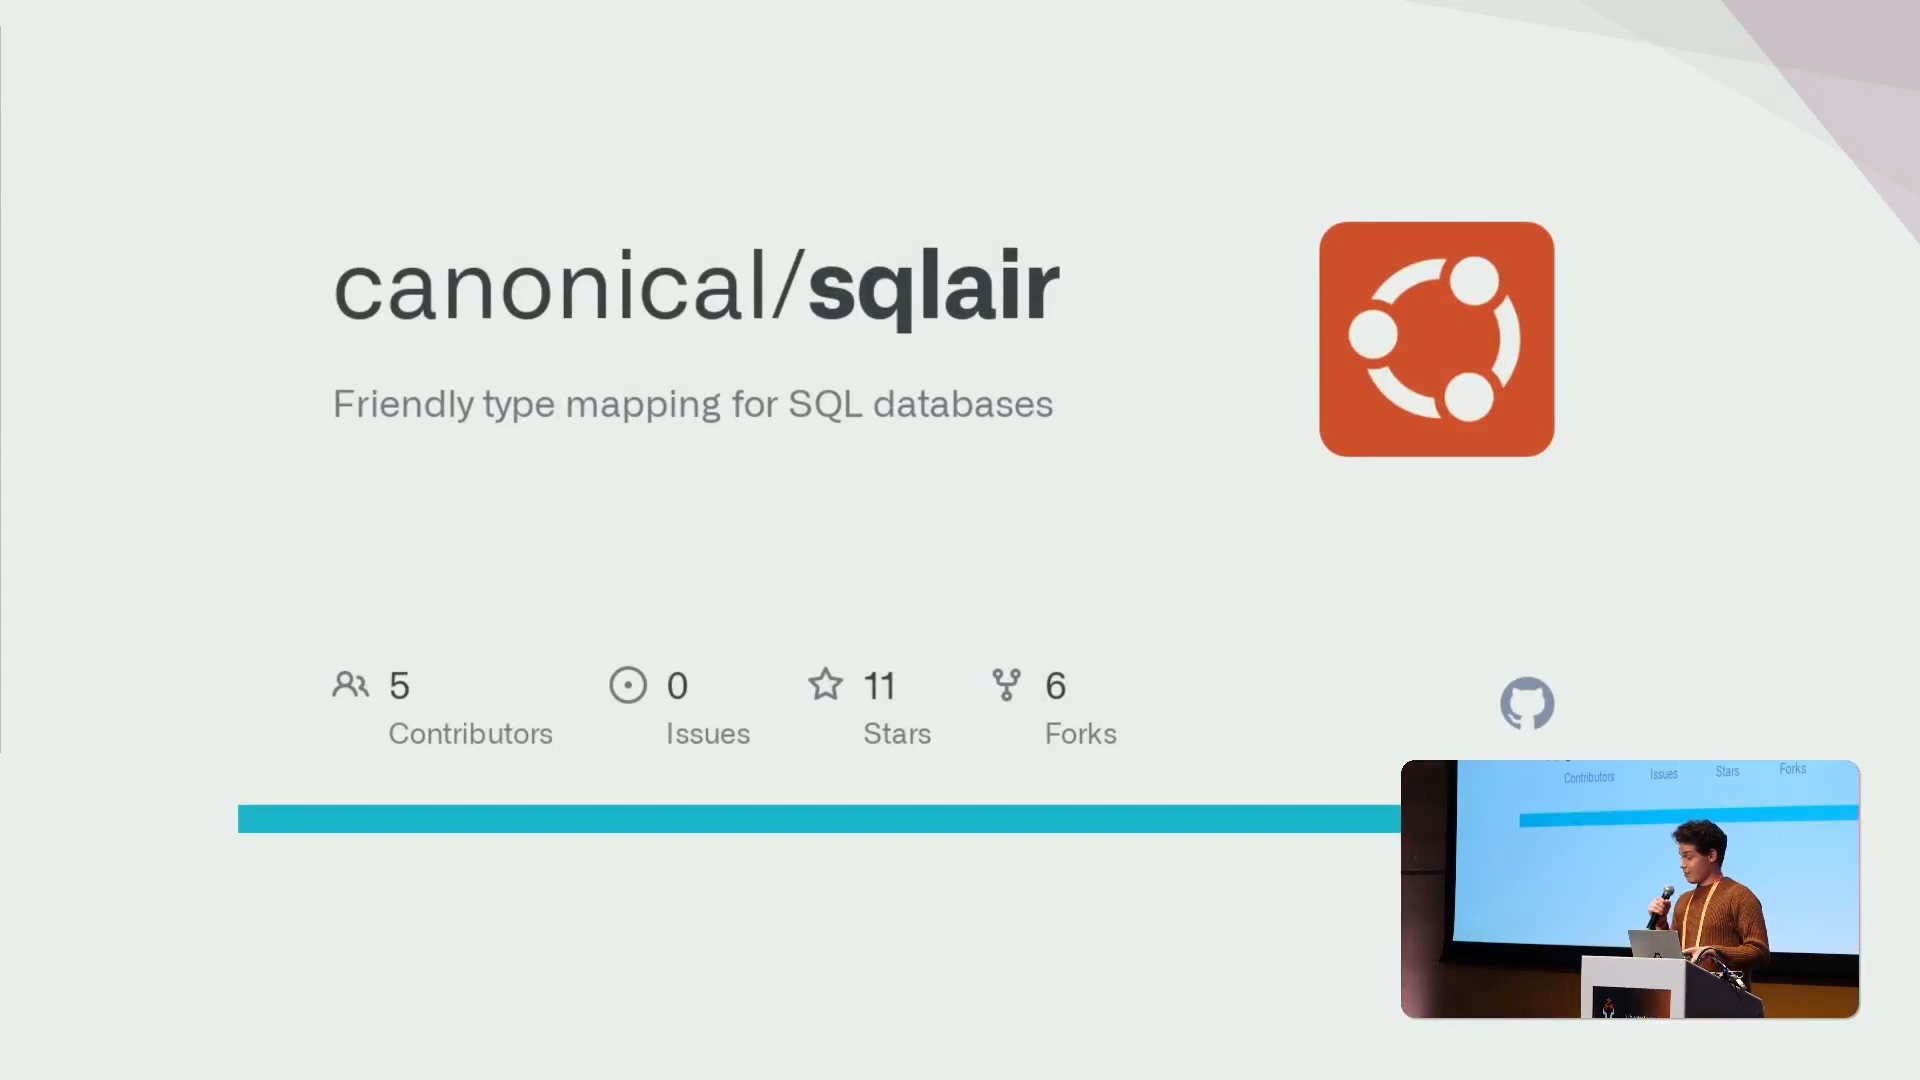 canonical/sqlair
Friendly type mapping for SQL databases
5
Contributors
0
Issues
11
Stars
6
Forks
Contributors
Issues
Stars
Forks